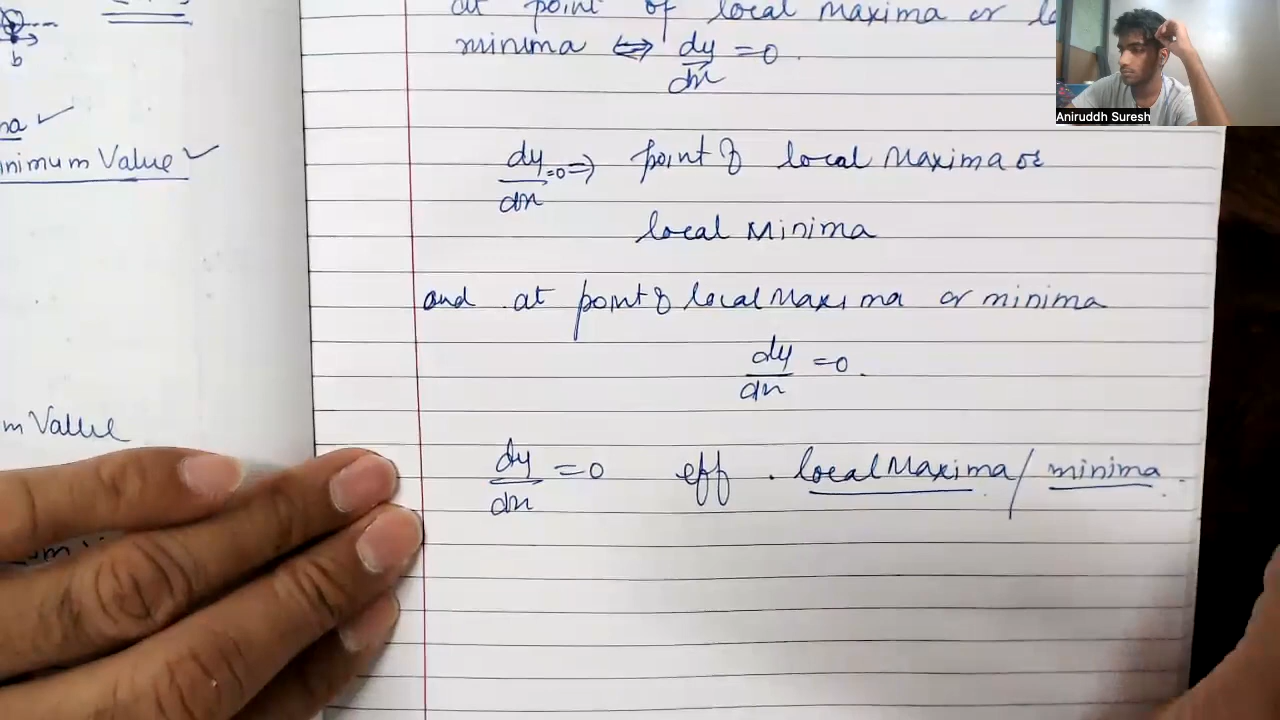 b
na ✓
nimum Value ✓
m Value
at point of local maxima or lo
minima ⇔ dy/dx = 0.
dy/dx = 0 ⇒ point of local Maxima or
local Minima
and at point of local Maxima or minima
dy/dx = 0.
dy/dx = 0 iff . local Maxima / minima.
Aniruddh Suresh